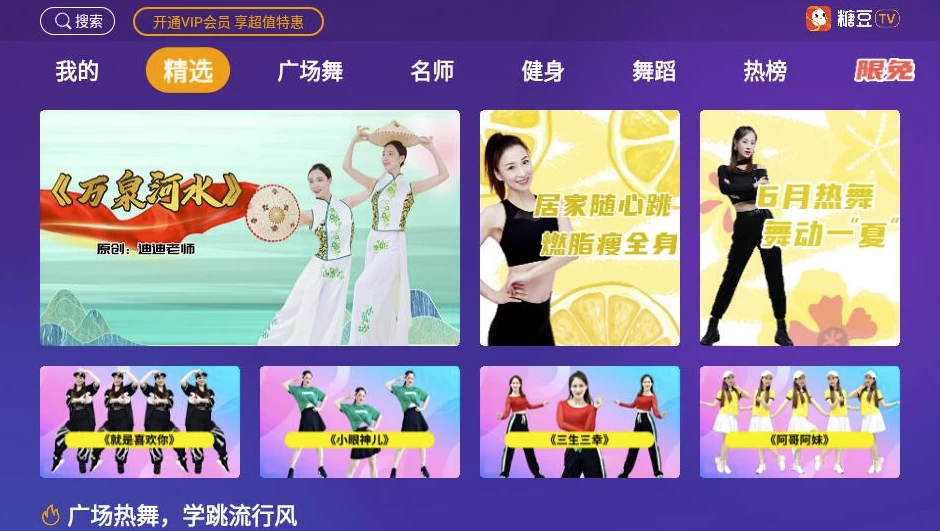 搜索
开通VIP会员 享超值特惠
糖豆TV
我的
精选
广场舞
名师
健身
舞蹈
热榜
限免
《万泉河水》
原创：迪迪老师
居家随心跳
燃脂瘦全身
6月热舞
舞动一“夏”
《就是喜欢你》
《小眼神儿》
《三生三幸》
《阿哥阿妹》
广场热舞，学跳流行风